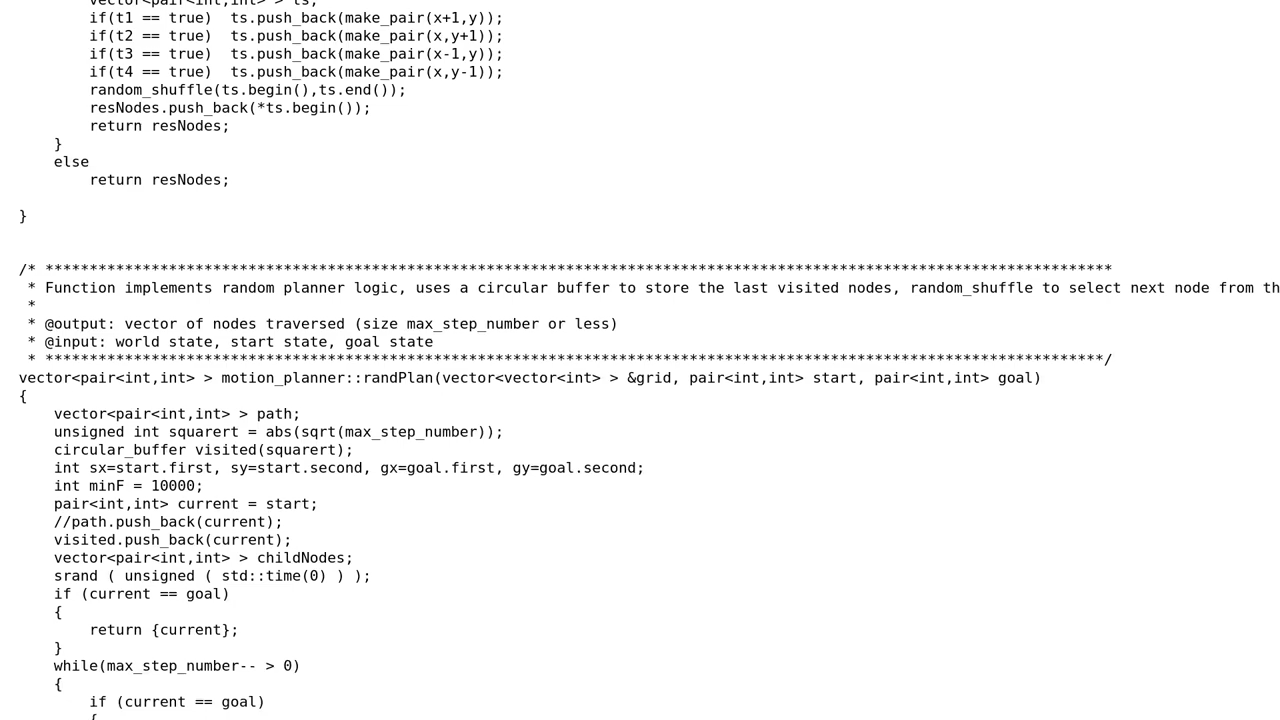 vector<pair<int,int> > ts;
if(t1 == true)  ts.push_back(make_pair(x+1,y));
if(t2 == true)  ts.push_back(make_pair(x,y+1));
if(t3 == true)  ts.push_back(make_pair(x-1,y));
if(t4 == true)  ts.push_back(make_pair(x,y-1));
random_shuffle(ts.begin(),ts.end());
resNodes.push_back(*ts.begin());
return resNodes;
}
else
return resNodes;
}
/* *************************************************************************************************************************
* Function implements random planner logic, uses a circular buffer to store the last visited nodes, random_shuffle to select next node from th
*
* @output: vector of nodes traversed (size max_step_number or less)
* @input: world state, start state, goal state
* ************************************************************************************************************************/
vector<pair<int,int> > motion_planner::randPlan(vector<vector<int> > &grid, pair<int,int> start, pair<int,int> goal)
{
vector<pair<int,int> > path;
unsigned int squarert = abs(sqrt(max_step_number));
circular_buffer visited(squarert);
int sx=start.first, sy=start.second, gx=goal.first, gy=goal.second;
int minF = 10000;
pair<int,int> current = start;
//path.push_back(current);
visited.push_back(current);
vector<pair<int,int> > childNodes;
srand ( unsigned ( std::time(0) ) );
if (current == goal)
{
return {current};
}
while(max_step_number-- > 0)
{
if (current == goal)
{